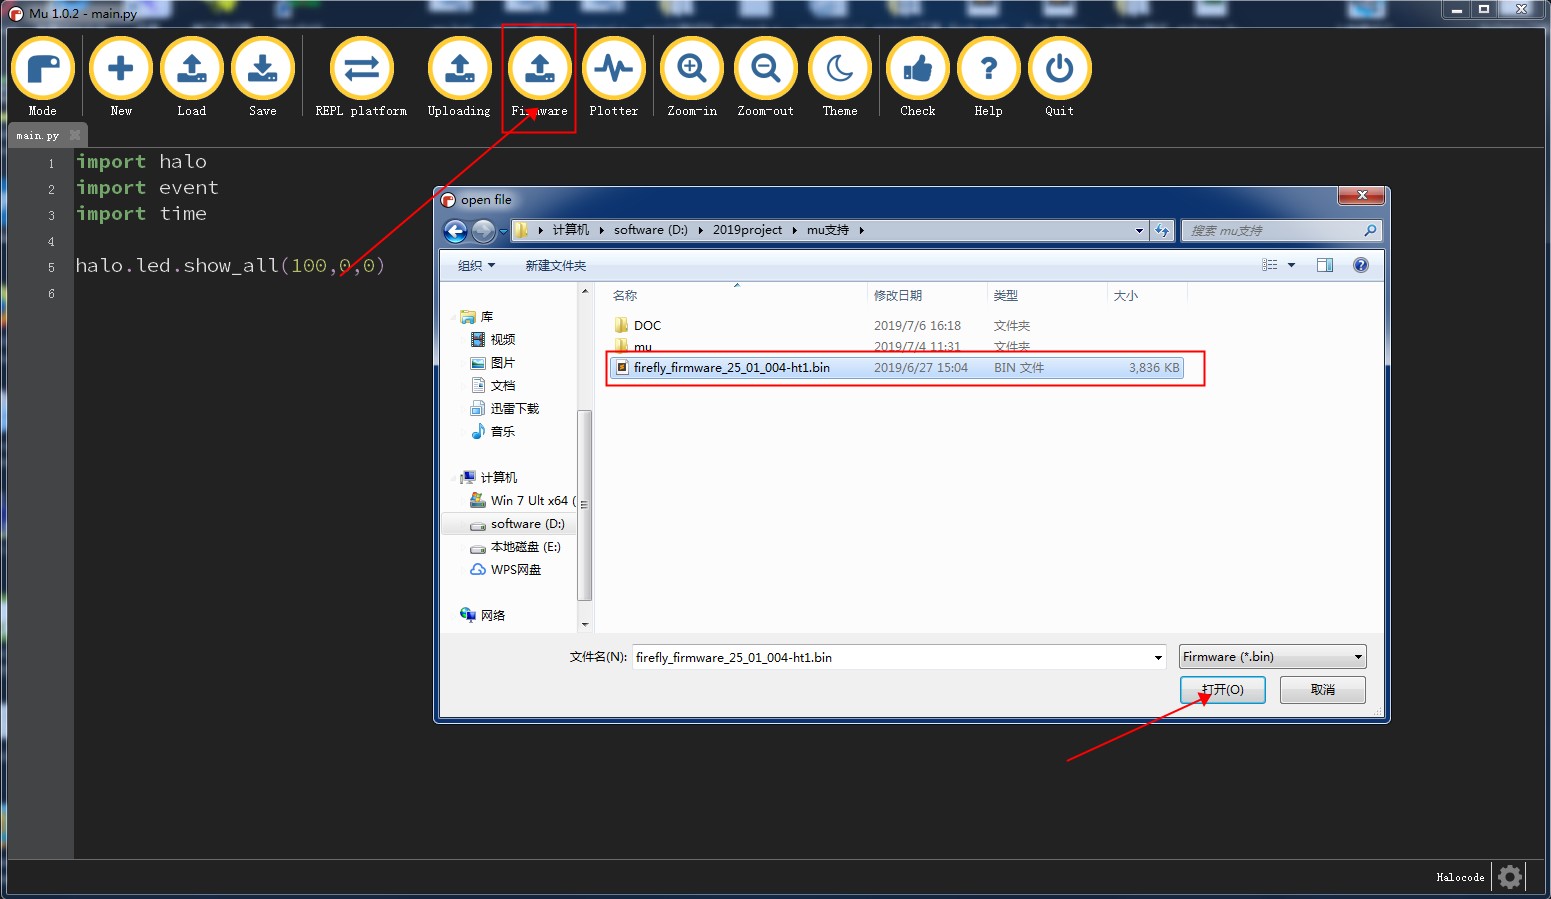 Mu 1.0.2 - main.py
Mode New Load Save REPL platform Uploading Firmware Plotter Zoom-in Zoom-out Theme Check Help Quit
main.py
1 import halo
2 import event
3 import time
4
5 halo.led.show_all(100,0,0)
6
open file
计算机 software (D:) 2019project mu支持
搜索 mu支持
组织 新建文件夹
名称 修改日期 类型 大小
DOC 2019/7/6 16:18 文件夹
mu 2019/7/4 11:31 文件夹
firefly_firmware_25_01_004-ht1.bin 2019/6/27 15:04 BIN 文件 3,836 KB
库
视频
图片
文档
迅雷下载
音乐
计算机
Win 7 Ult x64 (
software (D:)
本地磁盘 (E:)
WPS网盘
网络
文件名(N): firefly_firmware_25_01_004-ht1.bin Firmware (*.bin)
打开(O) 取消
Halocode